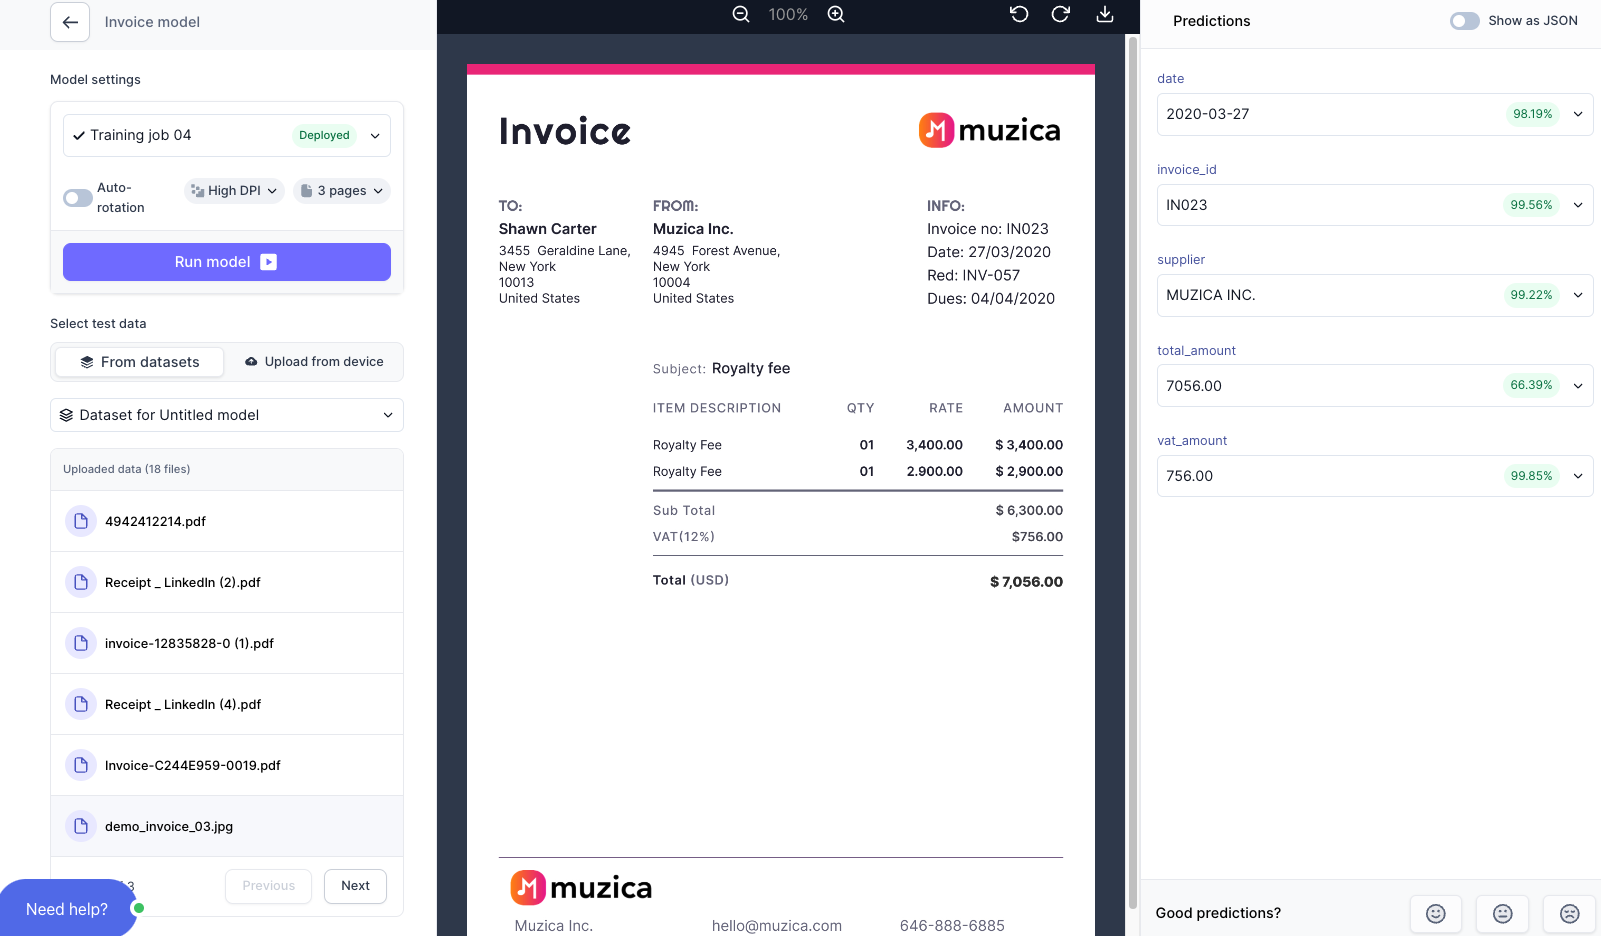 Invoice model
Model settings
Training job 04 Deployed
Auto-rotation
High DPI
3 pages
Run model
Select test data
From datasets
Upload from device
Dataset for Untitled model
Uploaded data (18 files)
4942412214.pdf
Receipt _ LinkedIn (2).pdf
invoice-12835828-0 (1).pdf
Receipt _ LinkedIn (4).pdf
Invoice-C244E959-0019.pdf
demo_invoice_03.jpg
3
Previous
Next
Need help?
100%
Invoice
muzica
TO:
Shawn Carter
3455 Geraldine Lane,
New York
10013
United States
FROM:
Muzica Inc.
4945 Forest Avenue,
New York
10004
United States
INFO:
Invoice no: IN023
Date: 27/03/2020
Red: INV-057
Dues: 04/04/2020
Subject: Royalty fee
ITEM DESCRIPTION QTY RATE AMOUNT
Royalty Fee 01 3,400.00 $ 3,400.00
Royalty Fee 01 2.900.00 $ 2,900.00
Sub Total $ 6,300.00
VAT(12%) $756.00
Total (USD) $ 7,056.00
muzica
Muzica Inc. hello@muzica.com 646-888-6885
Predictions
Show as JSON
date
2020-03-27 98.19%
invoice_id
IN023 99.56%
supplier
MUZICA INC. 99.22%
total_amount
7056.00 66.39%
vat_amount
756.00 99.85%
Good predictions?